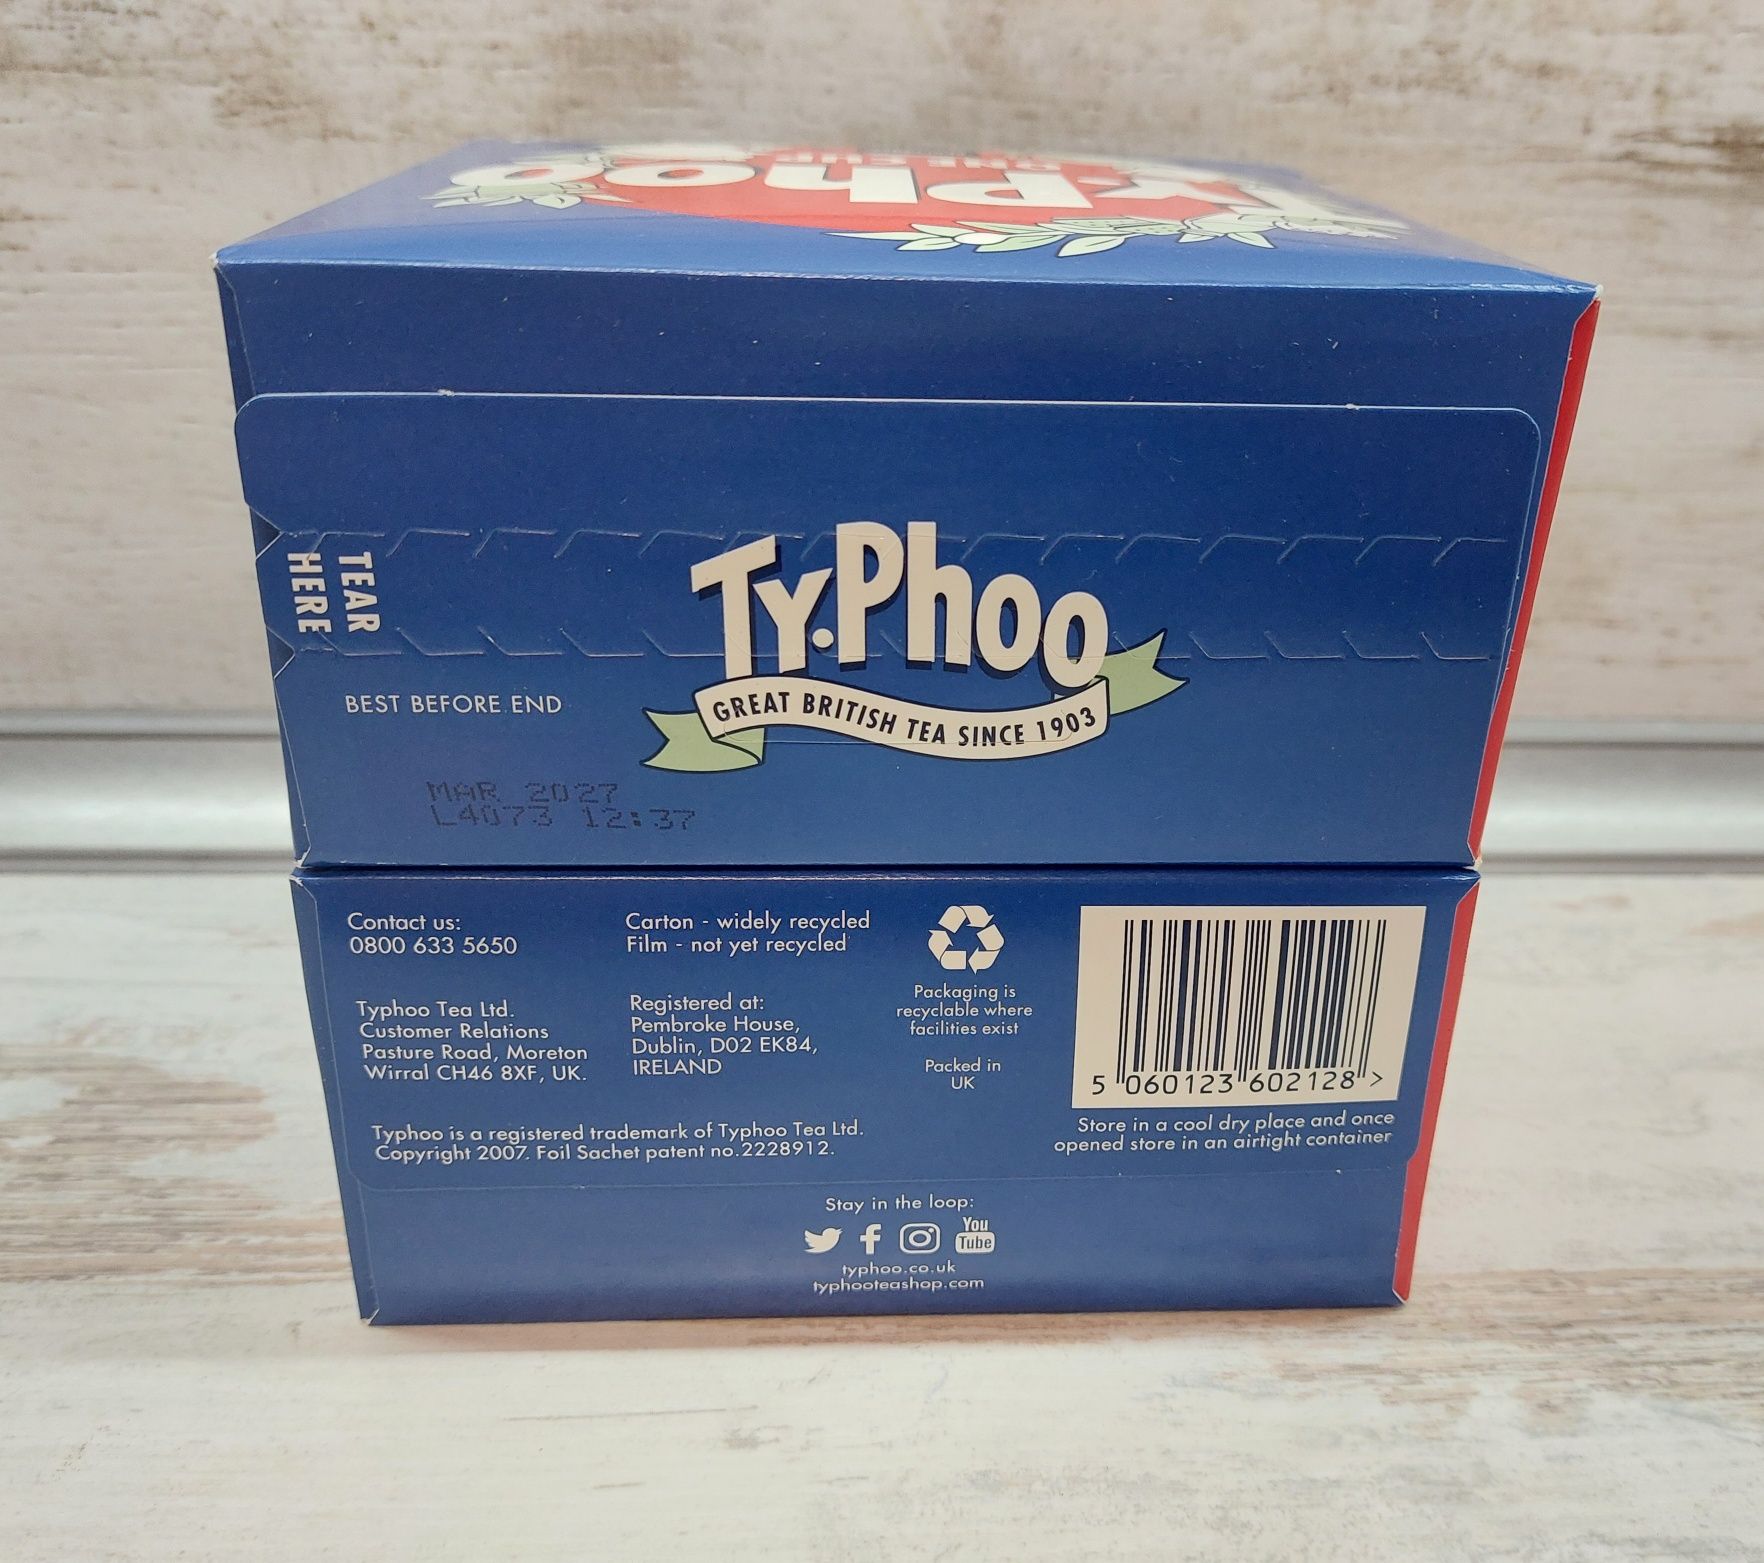 Ty.Phoo
TEAR
HERE
Ty.Phoo
GREAT BRITISH TEA SINCE 1903
BEST BEFORE END
MAR 2027
L4073 12:37
Contact us:
0800 633 5650
Typhoo Tea Ltd.
Customer Relations
Pasture Road, Moreton
Wirral CH46 8XF, UK.
Carton - widely recycled
Film - not yet recycled
Registered at:
Pembroke House,
Dublin, D02 EK84,
IRELAND
Packaging is
recyclable where
facilities exist
Packed in
UK
5 060123 602128 >
Store in a cool dry place and once
opened store in an airtight container
Typhoo is a registered trademark of Typhoo Tea Ltd.
Copyright 2007. Foil Sachet patent no.2228912.
Stay in the loop:
You
Tube
typhoo.co.uk
typhooteashop.com